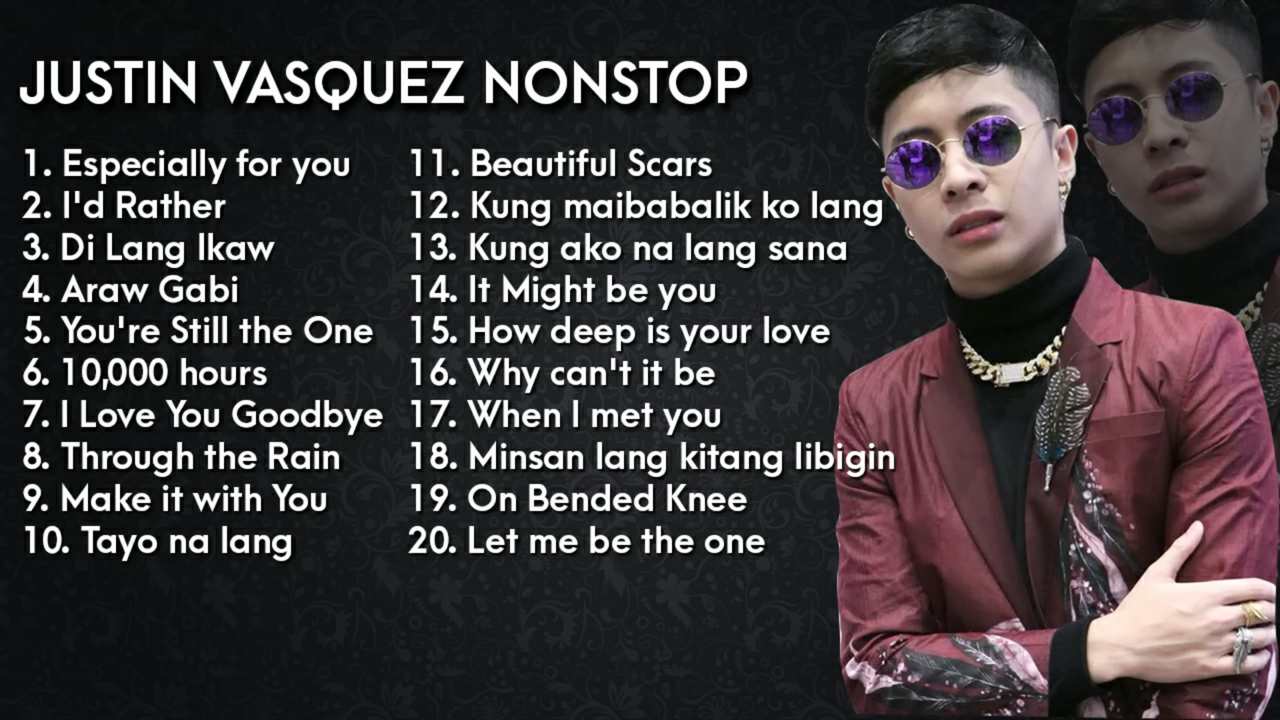 JUSTIN VASQUEZ NONSTOP
1. Especially for you
2. I'd Rather
3. Di Lang Ikaw
4. Araw Gabi
5. You're Still the One
6. 10,000 hours
7. I Love You Goodbye
8. Through the Rain
9. Make it with You
10. Tayo na lang
11. Beautiful Scars
12. Kung maibabalik ko lang
13. Kung ako na lang sana
14. It Might be you
15. How deep is your love
16. Why can't it be
17. When I met you
18. Minsan lang kitang libigin
19. On Bended Knee
20. Let me be the one